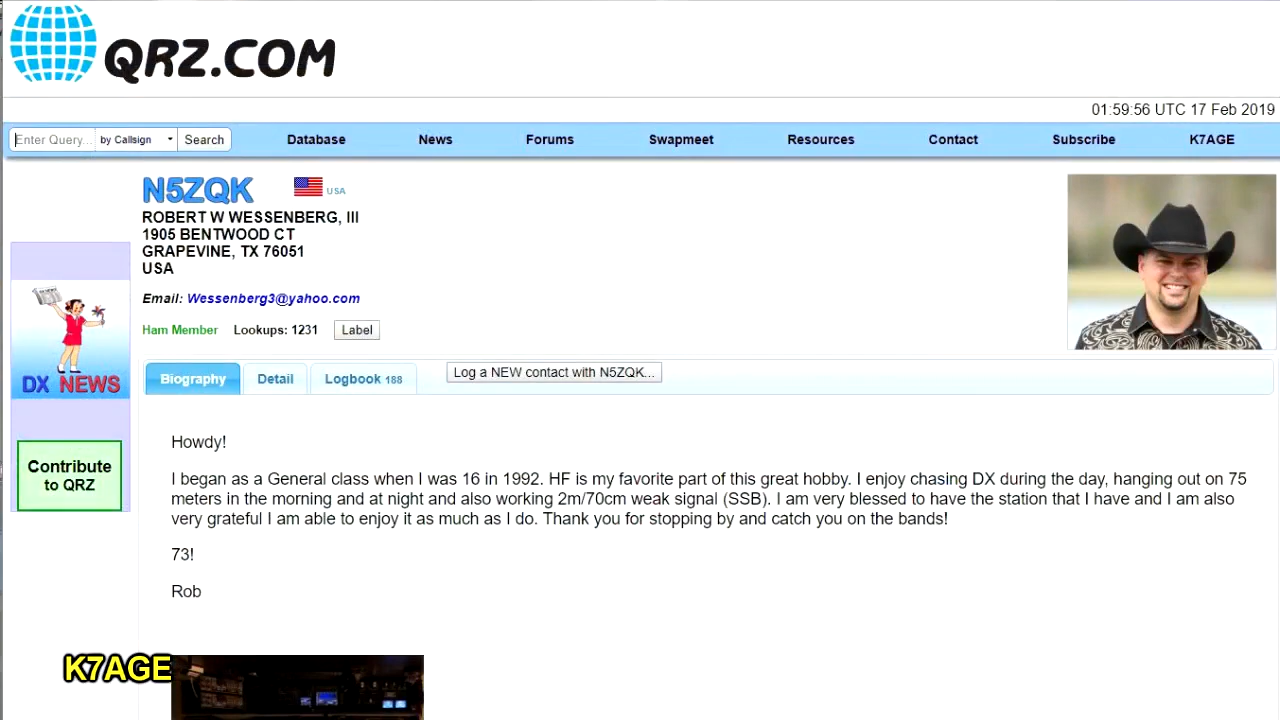 QRZ.COM
01:59:56 UTC 17 Feb 2019
Enter Query... by Callsign Search Database News Forums Swapmeet Resources Contact Subscribe K7AGE
N5ZQK USA
ROBERT W WESSENBERG, III
1905 BENTWOOD CT
GRAPEVINE, TX 76051
USA
Email: Wessenberg3@yahoo.com
Ham Member Lookups: 1231 Label
Biography Detail Logbook 188 Log a NEW contact with N5ZQK...
DX NEWS
Contribute
to QRZ
Howdy!
I began as a General class when I was 16 in 1992. HF is my favorite part of this great hobby. I enjoy chasing DX during the day, hanging out on 75
meters in the morning and at night and also working 2m/70cm weak signal (SSB). I am very blessed to have the station that I have and I am also
very grateful I am able to enjoy it as much as I do. Thank you for stopping by and catch you on the bands!
73!
Rob
K7AGE